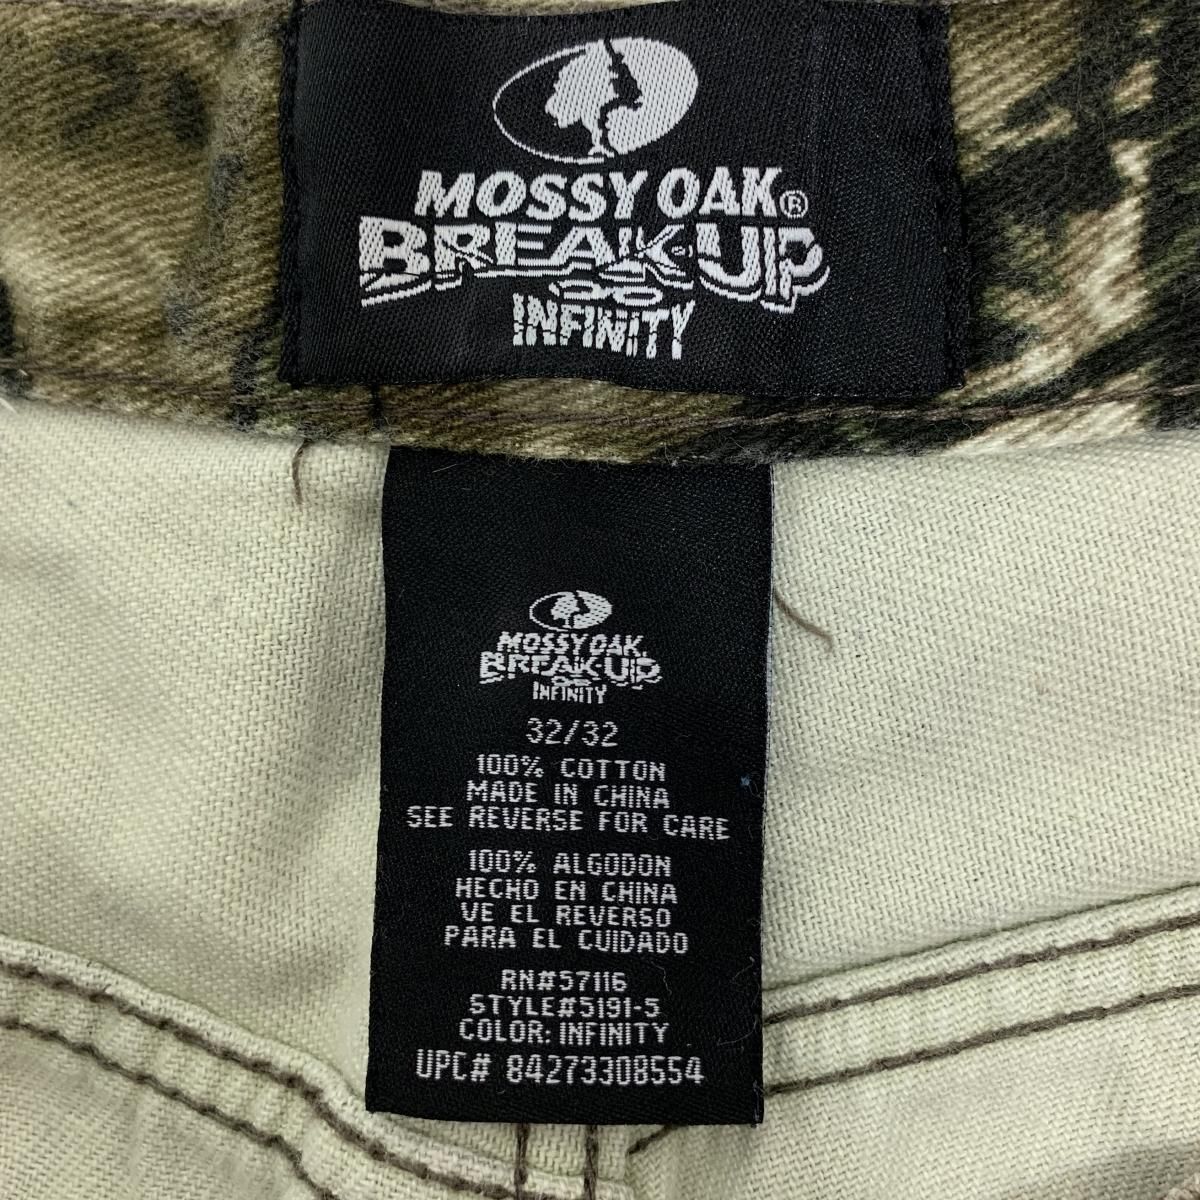 MOSSY OAK®
BREAK-UP
INFINITY
MOSSY OAK
BREAK-UP
INFINITY
32/32
100% COTTON
MADE IN CHINA
SEE REVERSE FOR CARE
100% ALGODON
HECHO EN CHINA
VE EL REVERSO
PARA EL CUIDADO
RN#57116
STYLE#5191-5
COLOR: INFINITY
UPC# 84273308554